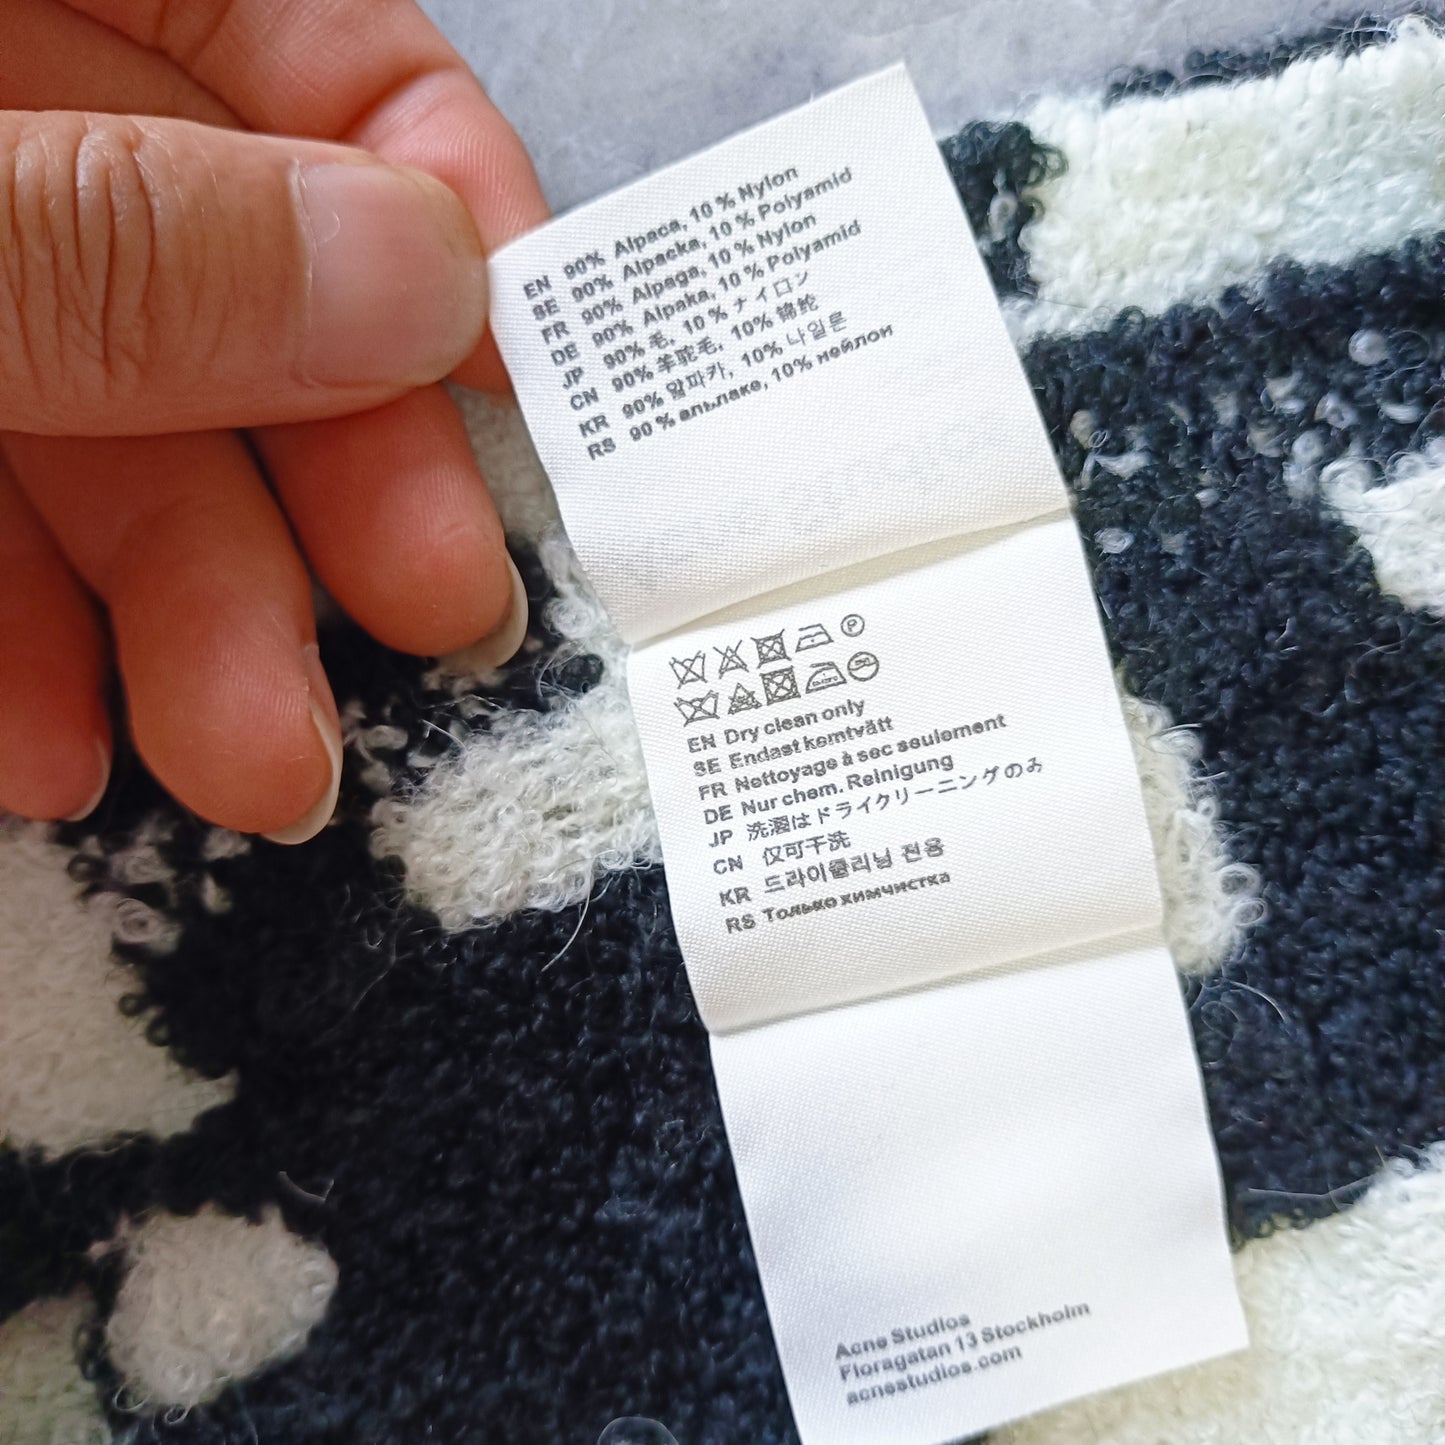 EN 90% Alpaca, 10 % Nylon
SE 90% Alpacka, 10 % Polyamid
FR 90% Alpaga, 10 % Nylon
DE 90% Alpaka, 10 % Polyamid
JP 90% 毛, 10 % ナイロン
CN 90% 羊驼毛, 10% 锦纶
KR 90% 알파카, 10% 나일론
RS 90 % альпаке, 10% нейлон
P
EN Dry clean only
SE Endast kemtvätt
FR Nettoyage à sec seulement
DE Nur chem. Reinigung
JP 洗濯はドライクリーニングのみ
CN 仅可干洗
KR 드라이클리닝 전용
RS Только химчистка
Acne Studios
Floragatan 13 Stockholm
acnestudios.com